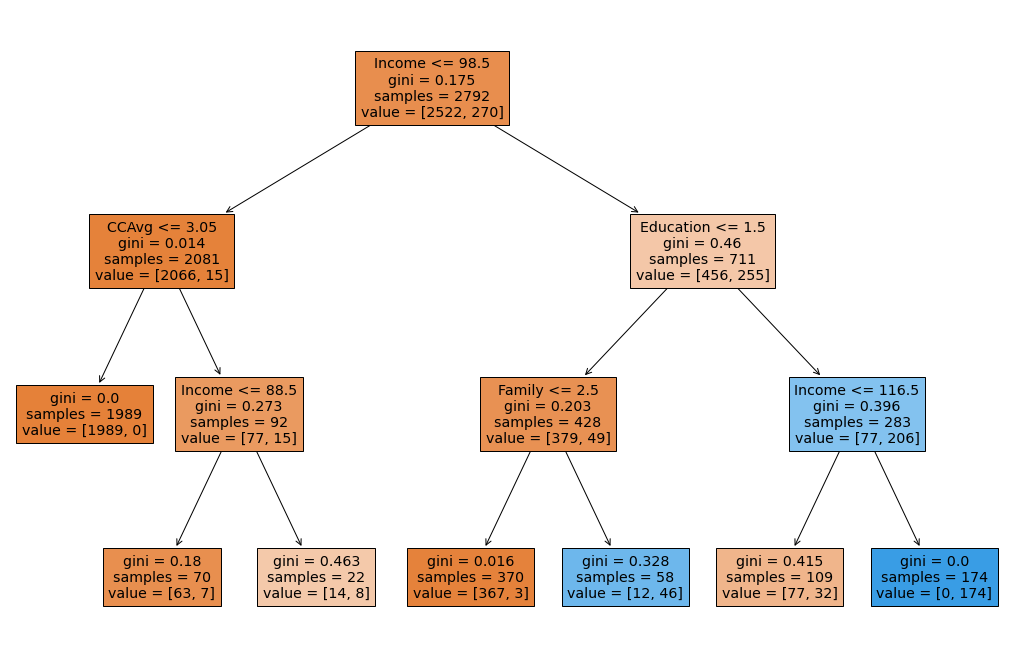 Income <= 98.5
gini = 0.175
samples = 2792
value = [2522, 270]
CCAvg <= 3.05
gini = 0.014
samples = 2081
value = [2066, 15]
Education <= 1.5
gini = 0.46
samples = 711
value = [456, 255]
gini = 0.0
samples = 1989
value = [1989, 0]
Income <= 88.5
gini = 0.273
samples = 92
value = [77, 15]
Family <= 2.5
gini = 0.203
samples = 428
value = [379, 49]
Income <= 116.5
gini = 0.396
samples = 283
value = [77, 206]
gini = 0.18
samples = 70
value = [63, 7]
gini = 0.463
samples = 22
value = [14, 8]
gini = 0.016
samples = 370
value = [367, 3]
gini = 0.328
samples = 58
value = [12, 46]
gini = 0.415
samples = 109
value = [77, 32]
gini = 0.0
samples = 174
value = [0, 174]